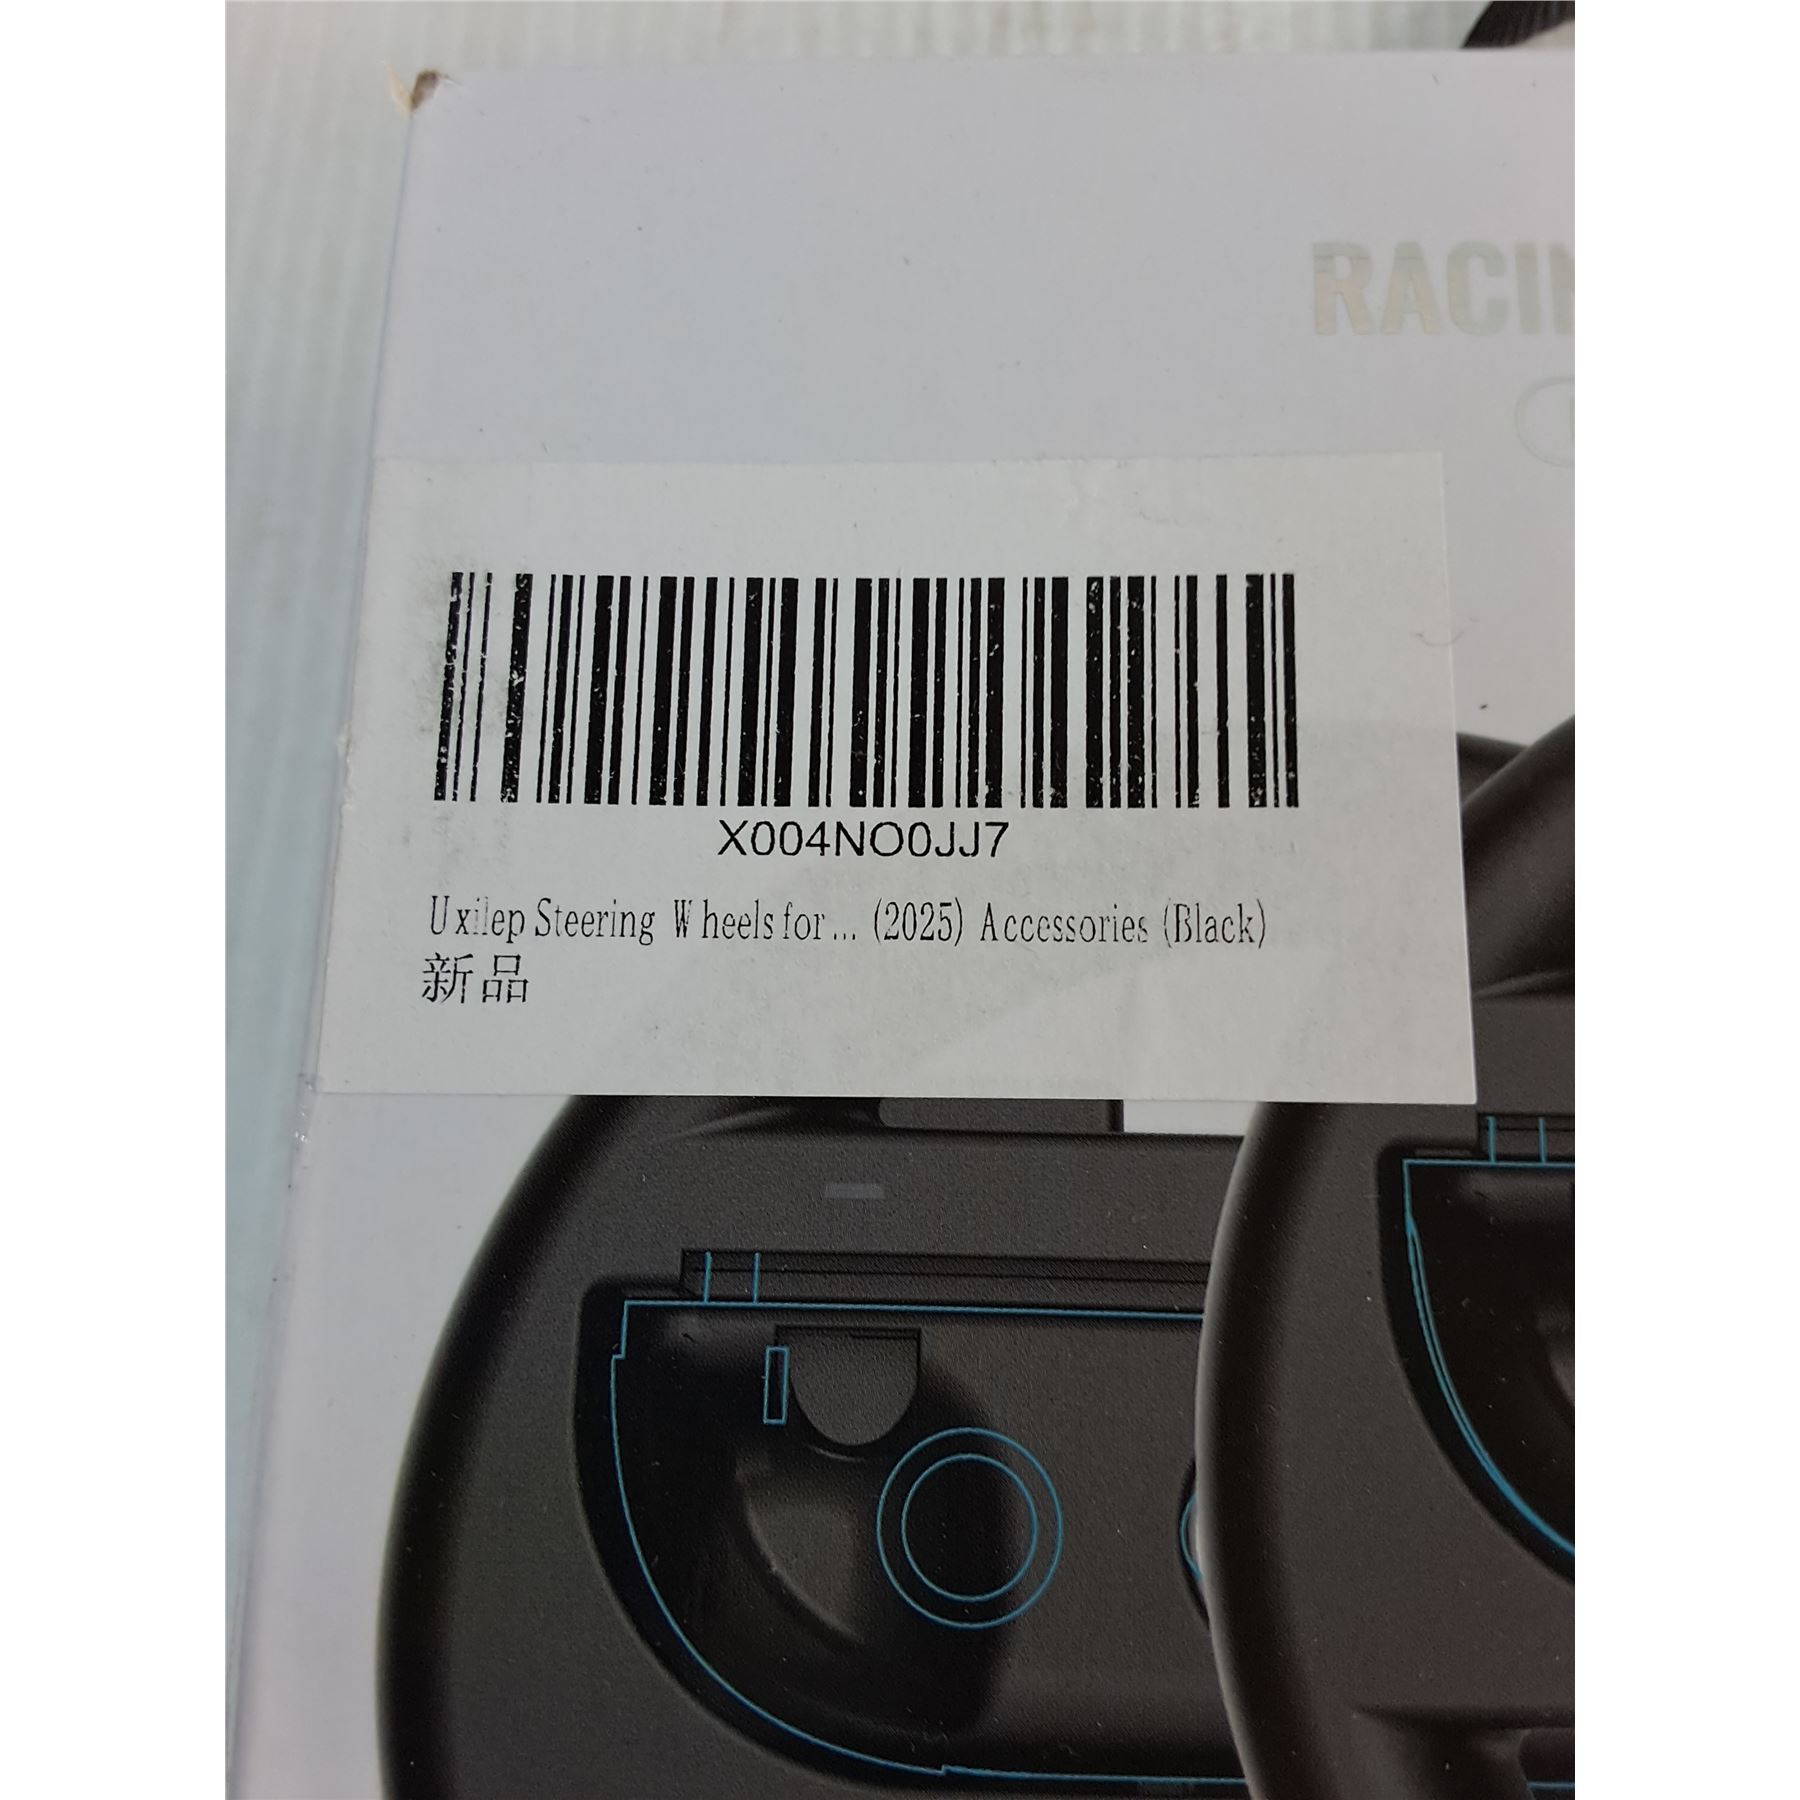 RACIN
X004NO0JJ7
Uxilep Steering Wheels for... (2025) Accessories (Black)
新品